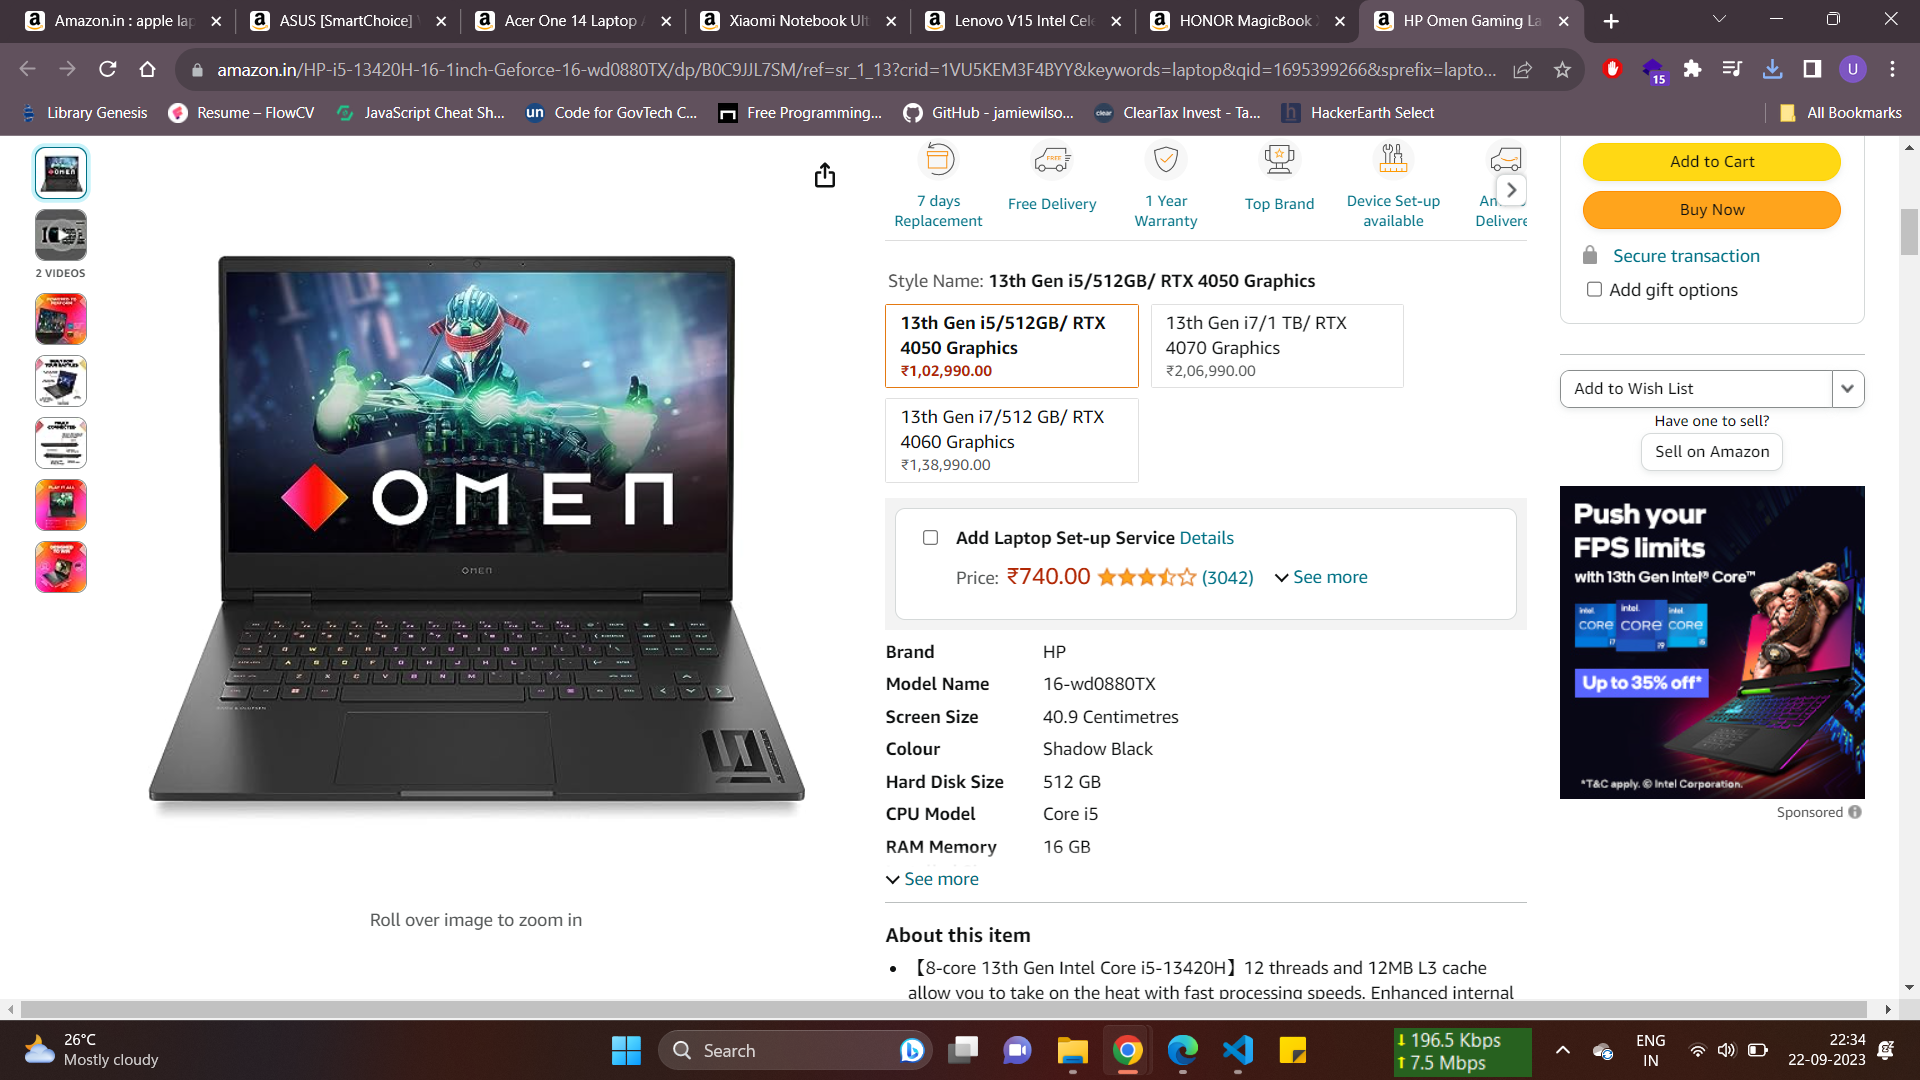 Amazon.in : apple lap
ASUS [SmartChoice]
Acer One 14 Laptop
Xiaomi Notebook Ult
Lenovo V15 Intel Cel
HONOR MagicBook
HP Omen Gaming La
amazon.in/HP-i5-13420H-16-1inch-Geforce-16-wd0880TX/dp/B0C9JJL7SM/ref=sr_1_13?crid=1VU5KEM3F4BYY&keywords=laptop&qid=1695399266&sprefix=lapto...
15
U
Library Genesis
Resume – FlowCV
JavaScript Cheat Sh...
un Code for GovTech C...
Free Programming...
GitHub - jamiewilso...
clear ClearTax Invest - Ta...
h HackerEarth Select
All Bookmarks
2 VIDEOS
OMEN
OMEN
Roll over image to zoom in
7 days
Replacement
FREE
Free Delivery
1 Year
Warranty
Top Brand
Device Set-up
available
Am
Delivere
Style Name: 13th Gen i5/512GB/ RTX 4050 Graphics
13th Gen i5/512GB/ RTX
4050 Graphics
₹1,02,990.00
13th Gen i7/1 TB/ RTX
4070 Graphics
₹2,06,990.00
13th Gen i7/512 GB/ RTX
4060 Graphics
₹1,38,990.00
Add Laptop Set-up Service Details
Price: ₹740.00 (3042) See more
Brand HP
Model Name 16-wd0880TX
Screen Size 40.9 Centimetres
Colour Shadow Black
Hard Disk Size 512 GB
CPU Model Core i5
RAM Memory 16 GB
See more
About this item
【8-core 13th Gen Intel Core i5-13420H】12 threads and 12MB L3 cache
allow you to take on the heat with fast processing speeds. Enhanced internal
Add to Cart
Buy Now
Secure transaction
Add gift options
Add to Wish List
Have one to sell?
Sell on Amazon
Push your
FPS limits
with 13th Gen Intel® Core™
intel. CORE i7
intel. CORE i9
intel. CORE i5
Up to 35% off*
*T&C apply. © Intel Corporation.
Sponsored
26°C
Mostly cloudy
Search
196.5 Kbps
7.5 Mbps
ENG
IN
22:34
22-09-2023